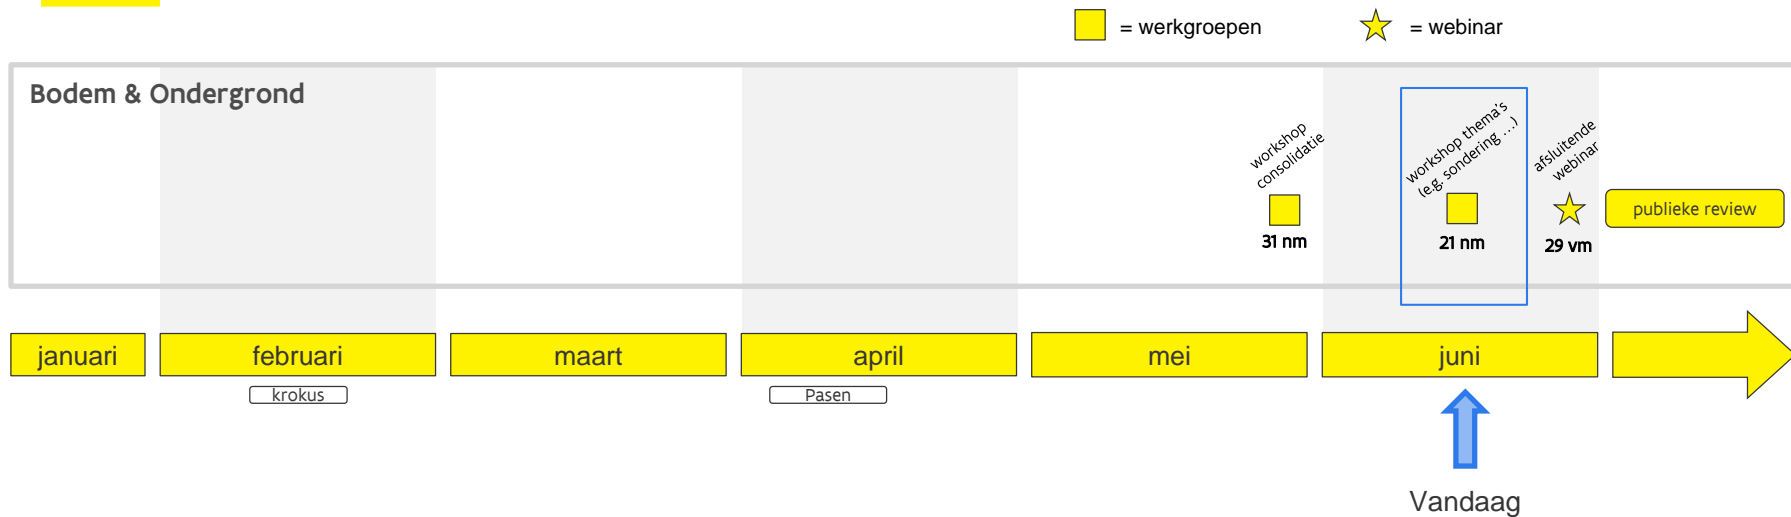 = werkgroepen
= webinar
Bodem & Ondergrond
workshop
consolidatie
31 nm
workshop thema's
(e.g. sondering ...)
21 nm
afsluitende
webinar
29 vm
publieke review
januari
februari
maart
april
mei
juni
krokus
Pasen
Vandaag